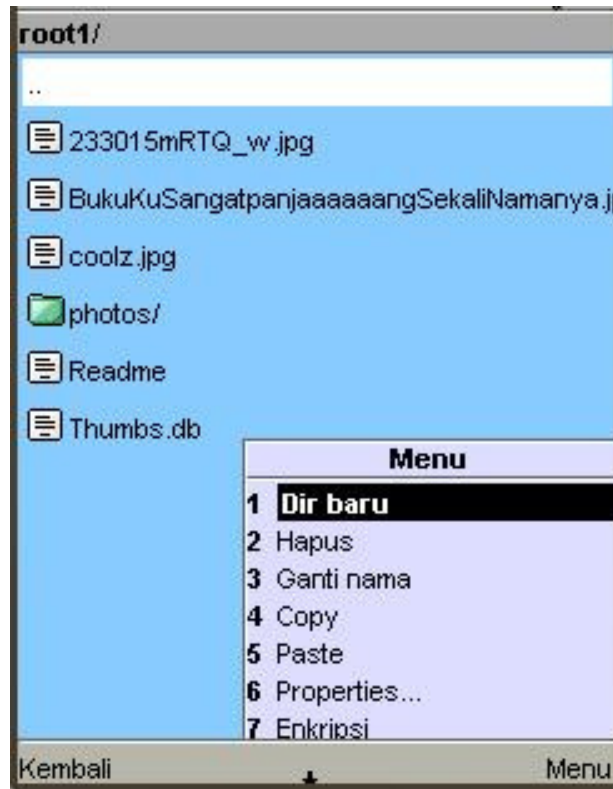 root1/
..
233015mRTQ_w.jpg
BukuKuSangatpanjaaaaaangSekaliNamanya.j
coolz.jpg
photos/
Readme
Thumbs.db
Menu
1 Dir baru
2 Hapus
3 Ganti nama
4 Copy
5 Paste
6 Properties...
7 Enkripsi
Kembali
Menu